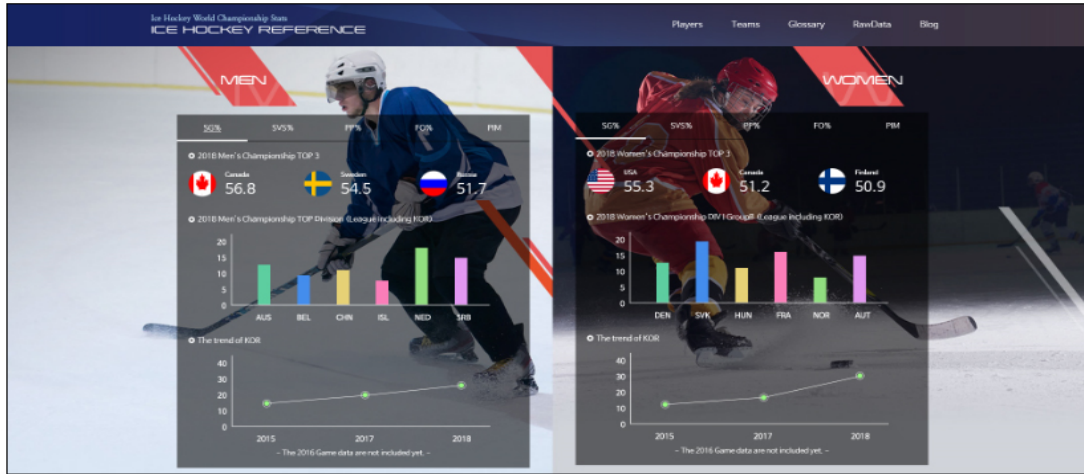 Ice Hockey World Championship Stats
ICE HOCKEY REFERENCE
Players Teams Glossary RawData Blog
MEN
SG% SVS% PP% FO% PIM
2018 Men's Championship TOP 3
Canada 56.8
Sweden 54.5
Russia 51.7
2018 Men's Championship TOP Division (League including KOR)
20
15
10
5
0
AUS BEL CHN ISL NED SRB
The trend of KOR
40
30
20
10
0
2015 2017 2018
- The 2016 Game data are not included yet. -
WOMEN
SG% SVS% PP% FO% PIM
2018 Women's Championship TOP 3
USA 55.3
Canada 51.2
Finland 50.9
2018 Women's Championship DIV I GroupB (League including KOR)
20
15
10
5
0
DEN SVK HUN FRA NOR AUT
The trend of KOR
40
30
20
10
0
2015 2017 2018
- The 2016 Game data are not included yet. -